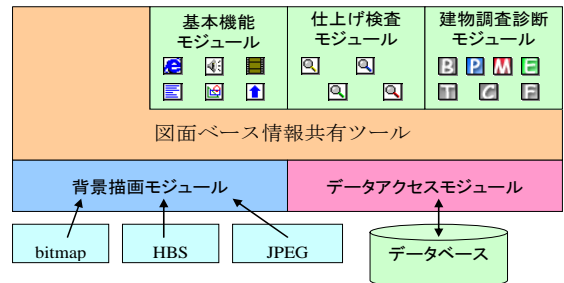 基本機能
モジュール
仕上げ検査
モジュール
建物調査診断
モジュール
B P M E
T C F
図面ベース情報共有ツール
背景描画モジュール
データアクセスモジュール
bitmap
HBS
JPEG
データベース